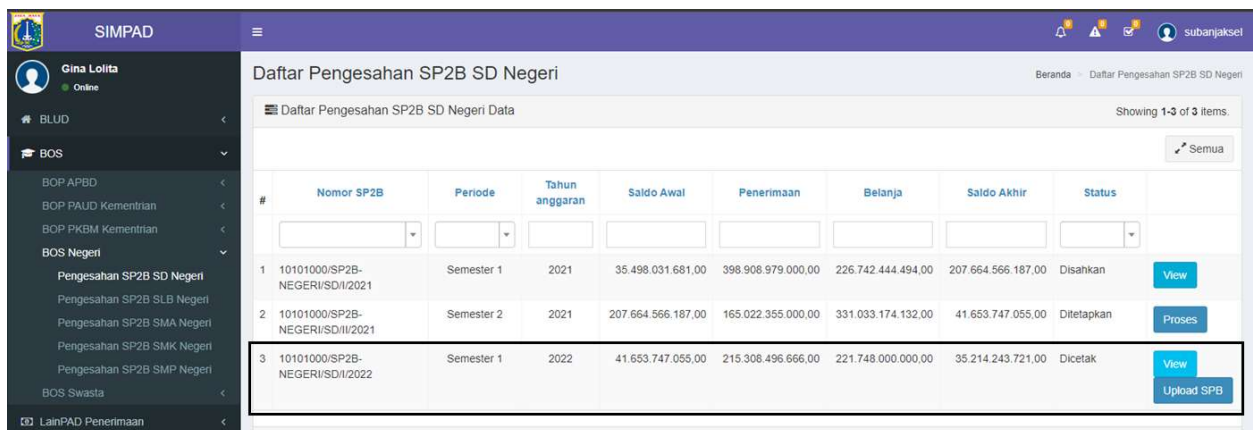 SIMPAD
0
0
0
subanjaksel
Gina Lolita
Online
BLUD
BOS
BOP APBD
BOP PAUD Kementrian
BOP PKBM Kementrian
BOS Negeri
Pengesahan SP2B SD Negeri
Pengesahan SP2B SLB Negeri
Pengesahan SP2B SMA Negeri
Pengesahan SP2B SMK Negeri
Pengesahan SP2B SMP Negeri
BOS Swasta
LainPAD Penerimaan
Daftar Pengesahan SP2B SD Negeri
Beranda > Daftar Pengesahan SP2B SD Negeri
Daftar Pengesahan SP2B SD Negeri Data
Showing 1-3 of 3 items.
Semua
# Nomor SP2B Periode Tahun anggaran Saldo Awal Penerimaan Belanja Saldo Akhir Status
1 10101000/SP2B- Semester 1 2021 35.498.031.681,00 398.908.979.000,00 226.742.444.494,00 207.664.566.187,00 Disahkan View
NEGERI/SD/I/2021
2 10101000/SP2B- Semester 2 2021 207.664.566.187,00 165.022.355.000,00 331.033.174.132,00 41.653.747.055,00 Ditetapkan Proses
NEGERI/SD/II/2021
3 10101000/SP2B- Semester 1 2022 41.653.747.055,00 215.308.496.666,00 221.748.000.000,00 35.214.243.721,00 Dicetak View
NEGERI/SD/I/2022
Upload SPB